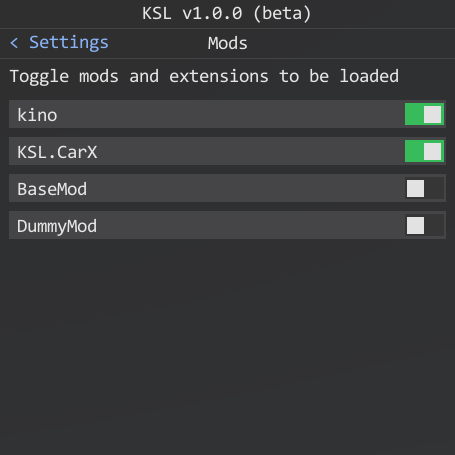 KSL v1.0.0 (beta)
< Settings Mods
Toggle mods and extensions to be loaded
kino
KSL.CarX
BaseMod
DummyMod